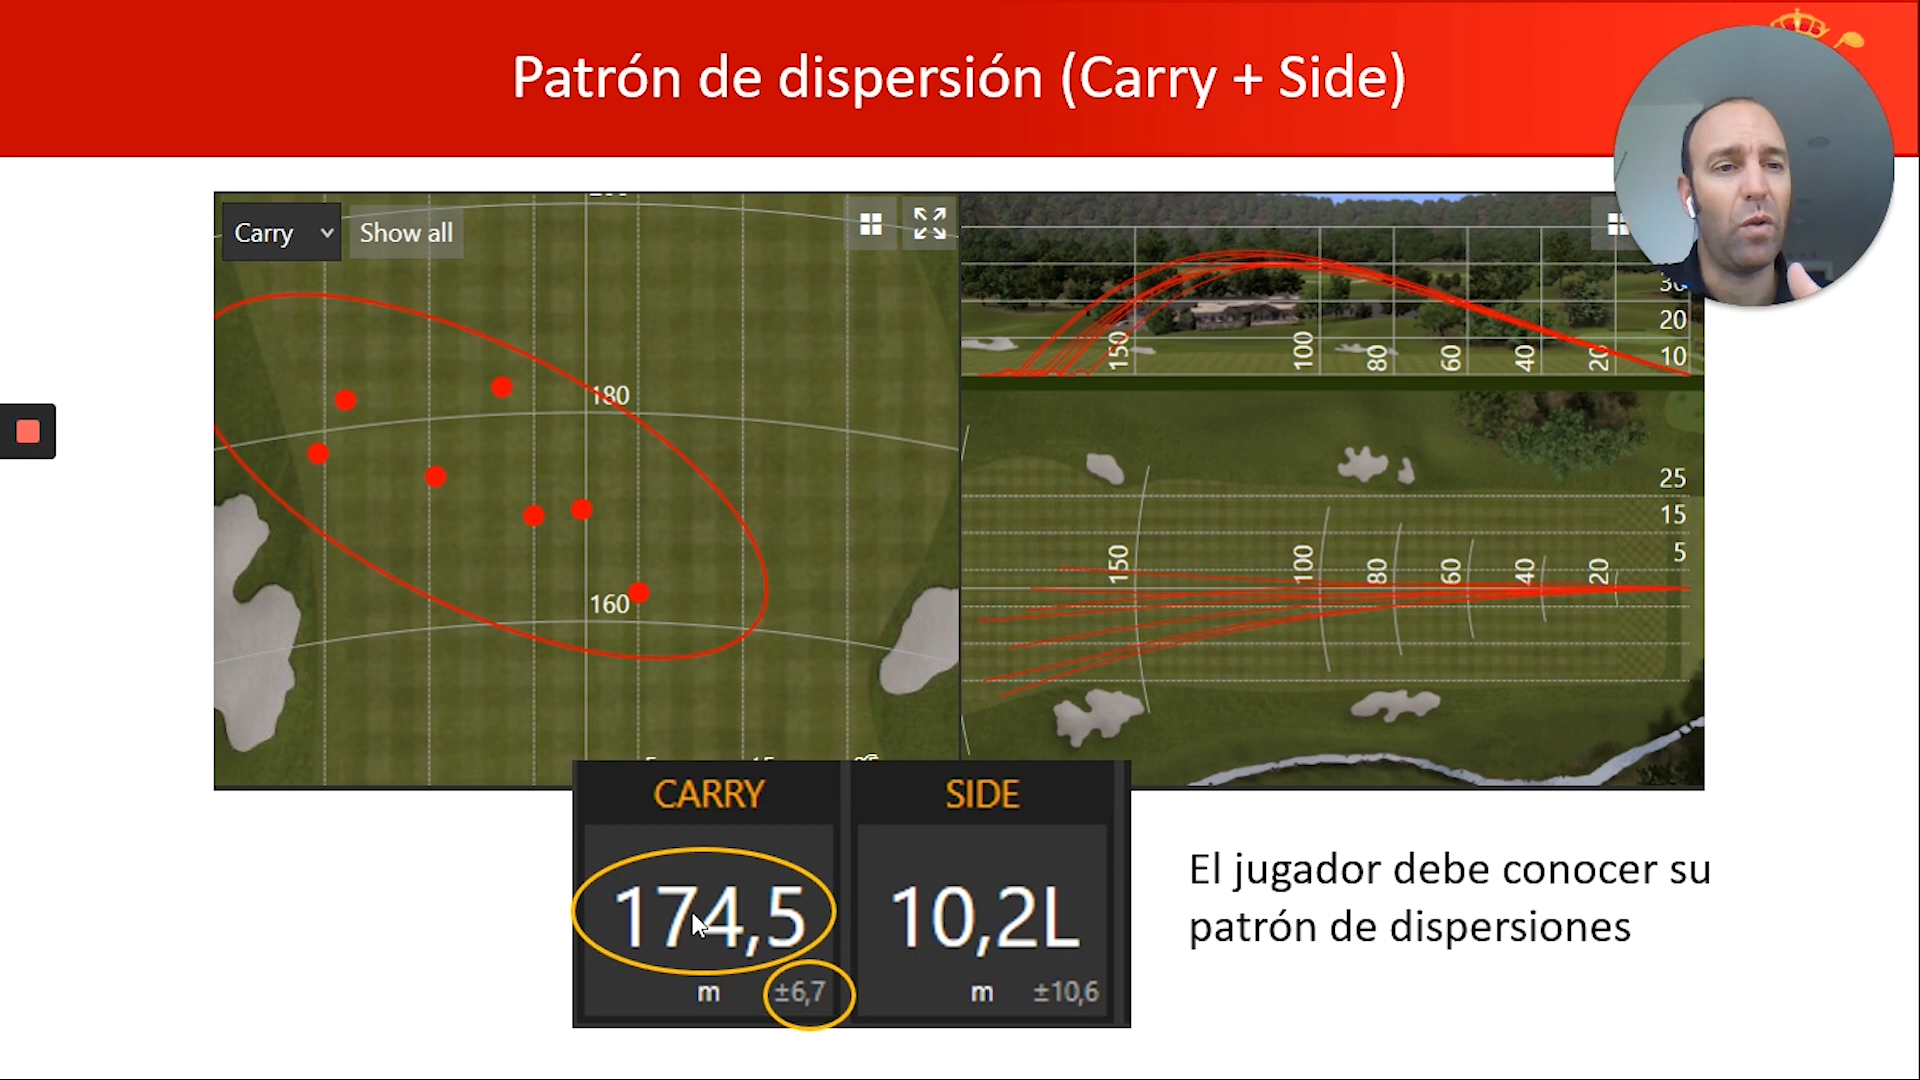 Patrón de dispersión (Carry + Side)
Carry
Show all
180
160
150
100
80
60
40
20
20
10
150
100
80
60
40
20
25
15
5
CARRY
SIDE
174,5
10,2L
m
±6,7
m
±10,6
El jugador debe conocer su
patrón de dispersiones